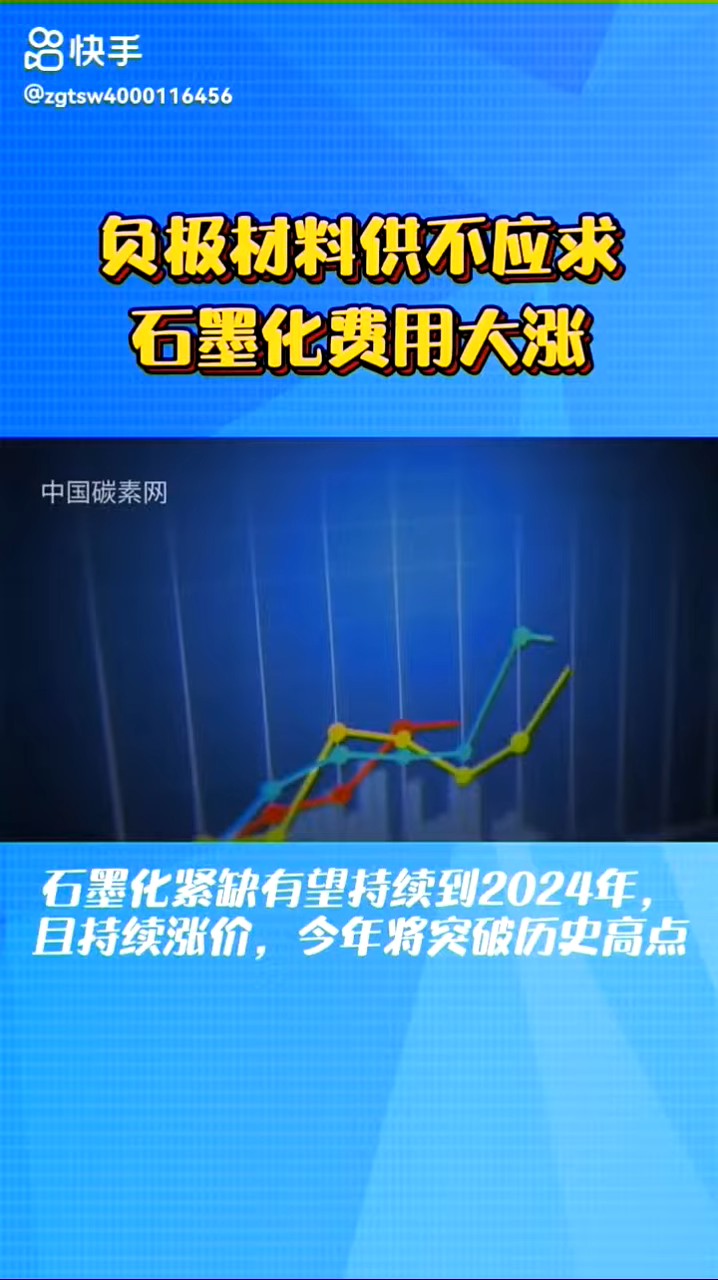 快手
@zgtsw4000116456
负极材料供不应求
石墨化费用大涨
中国碳素网
石墨化紧缺有望持续到2024年，
且持续涨价，今年将突破历史高点